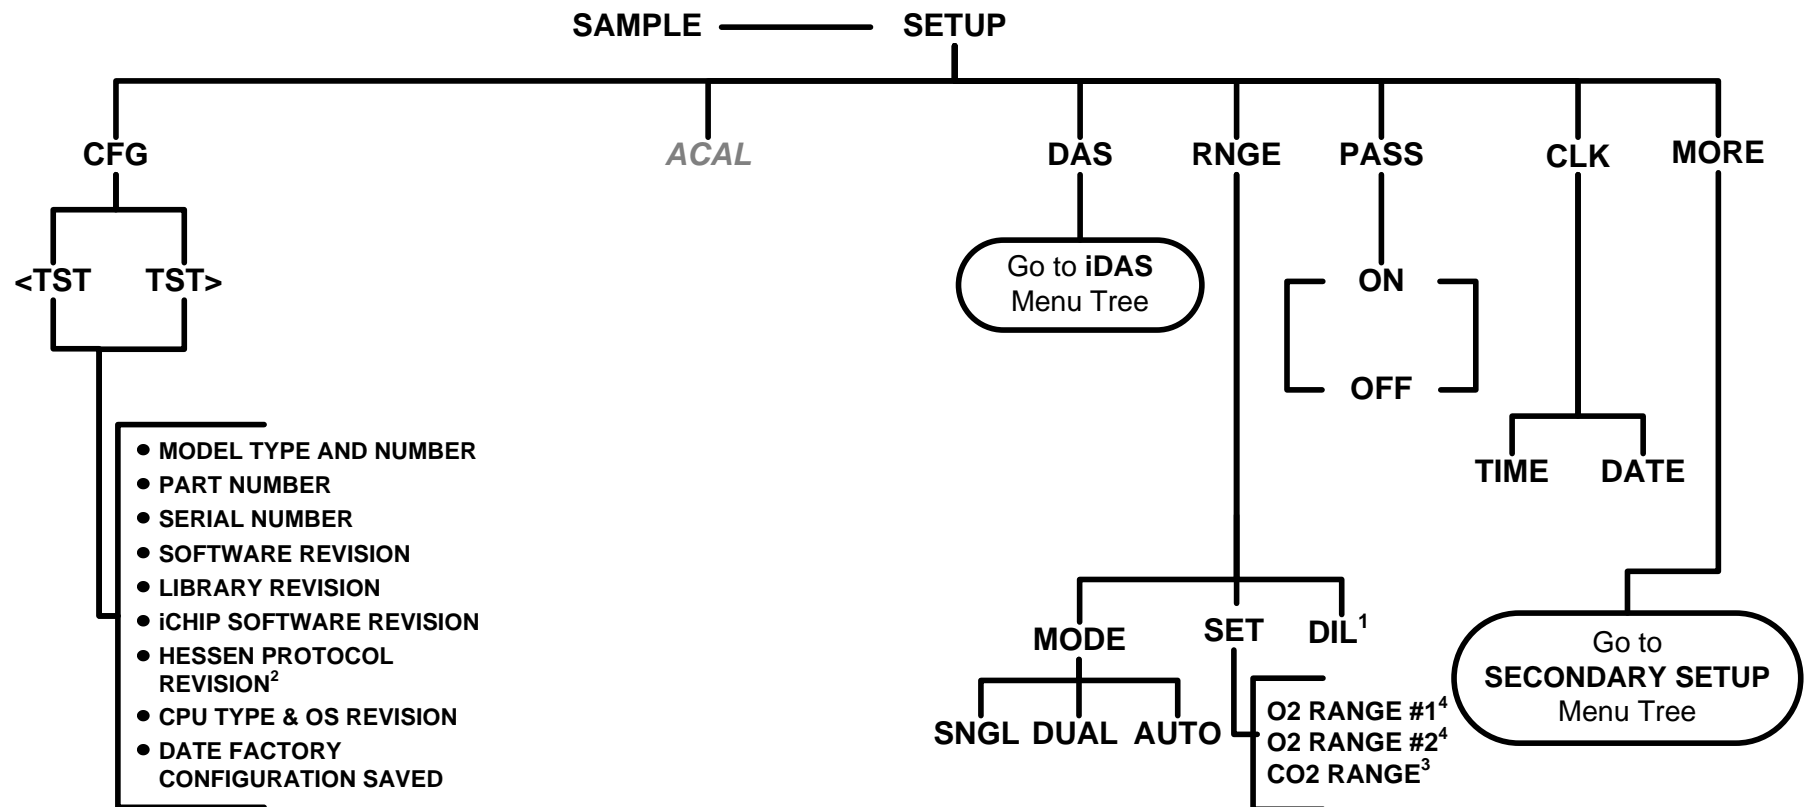 SAMPLE SETUP
CFG ACAL DAS RNGE PASS CLK MORE
<TST TST>
Go to iDAS
Menu Tree
ON
OFF
TIME DATE
• MODEL TYPE AND NUMBER
• PART NUMBER
• SERIAL NUMBER
• SOFTWARE REVISION
• LIBRARY REVISION
• iCHIP SOFTWARE REVISION
• HESSEN PROTOCOL
REVISION²
• CPU TYPE & OS REVISION
• DATE FACTORY
CONFIGURATION SAVED
MODE SET DIL¹
SNGL DUAL AUTO
O2 RANGE #1⁴
O2 RANGE #2⁴
CO2 RANGE³
Go to
SECONDARY SETUP
Menu Tree